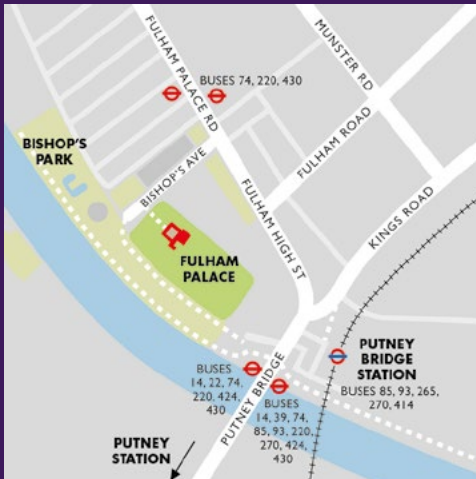 FULHAM PALACE RD
BUSES 74, 220, 430
MUNSTER RD
FULHAM ROAD
BISHOP'S
PARK
BISHOP'S AVE
KINGS ROAD
FULHAM HIGH ST
FULHAM
PALACE
PUTNEY
BRIDGE
STATION
BUSES 85, 93, 265,
270, 414
BUSES
14, 22, 74,
220, 424,
430
PUTNEY BRIDGE
BUSES
14, 39, 74,
85, 93, 220,
270, 424,
430
PUTNEY
STATION